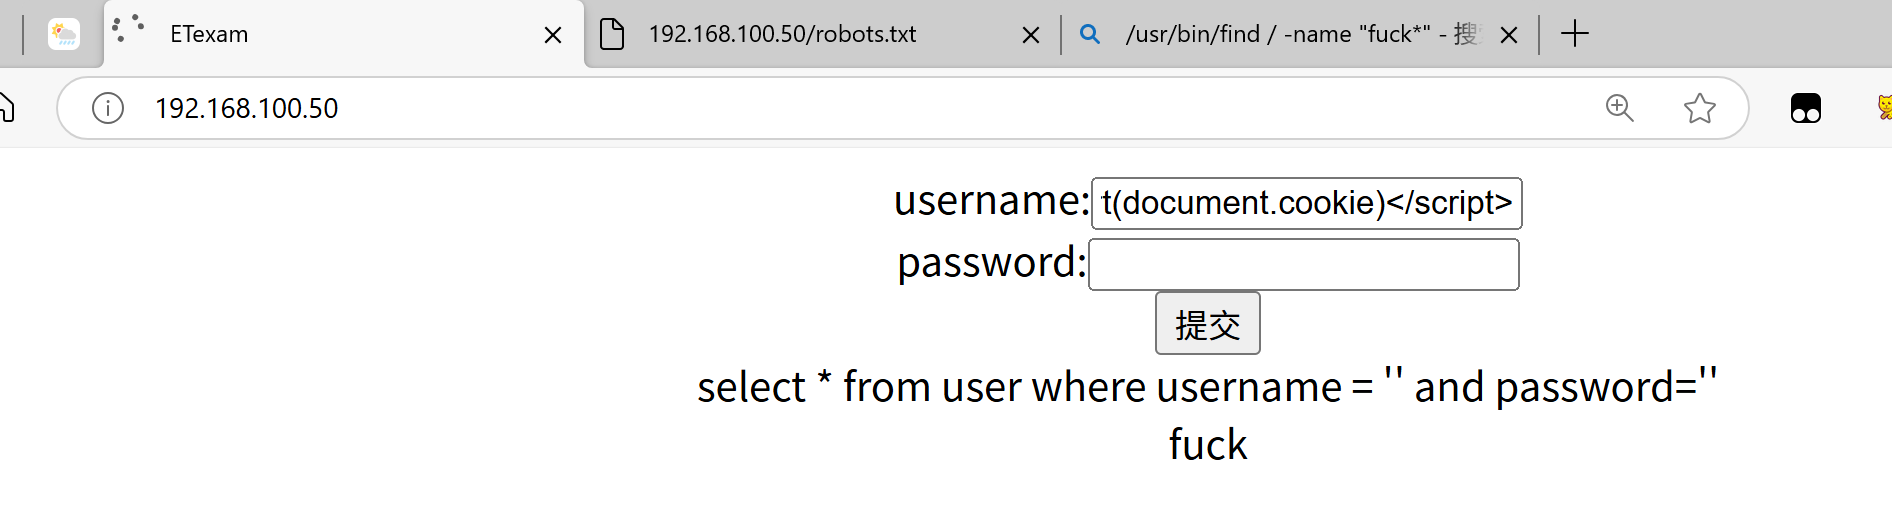 ETexam
192.168.100.50/robots.txt
/usr/bin/find / -name "fuck*" - 搜
192.168.100.50
username: t(document.cookie)</script>
password:
提交
select * from user where username = '' and password=''
fuck